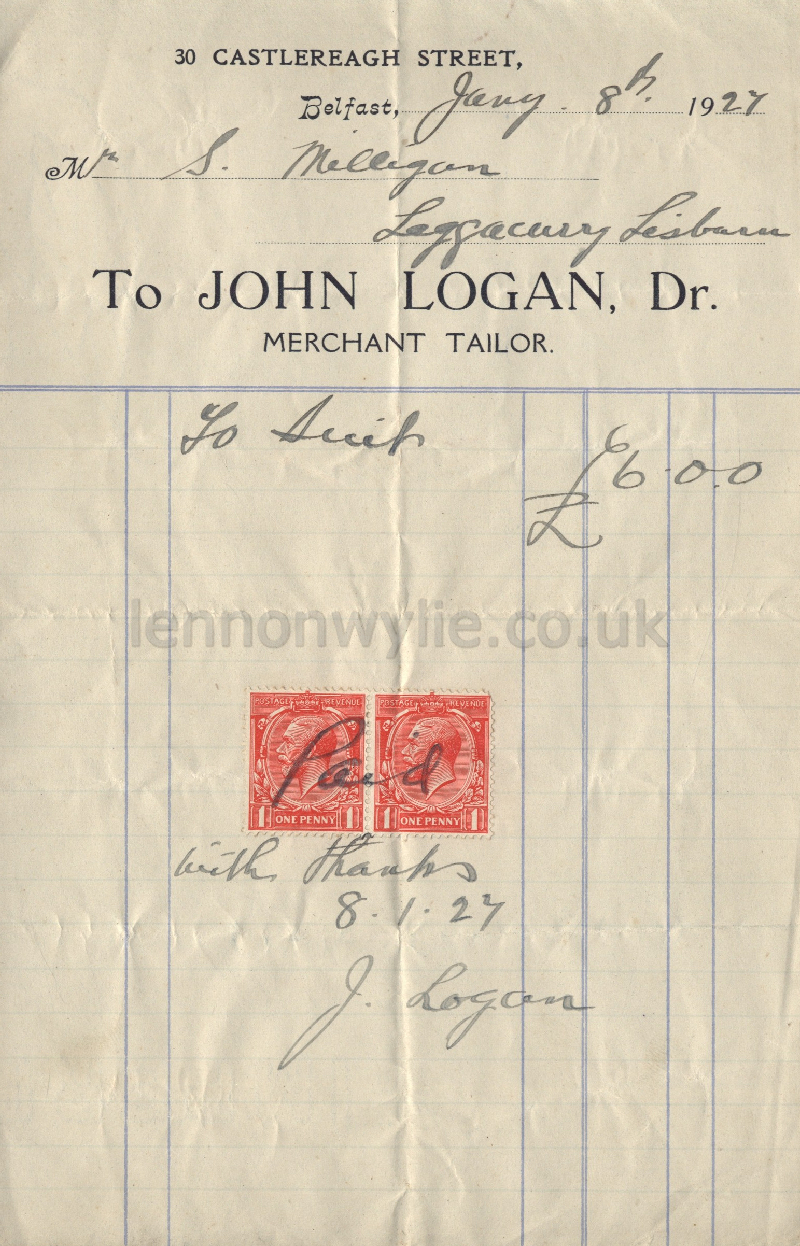 30 CASTLEREAGH STREET,
Belfast, Jany. 8th. 1927
Mr S. Milligan
Leggacurry Lisburn
To JOHN LOGAN, Dr.
MERCHANT TAILOR.
To Suit
£6.0.0
£
lennonwylie.co.uk
POSTAGE REVENUE POSTAGE REVENUE
Paid
1 ONE PENNY 1 1 ONE PENNY 1
with thanks
8.1.27
J. Logan